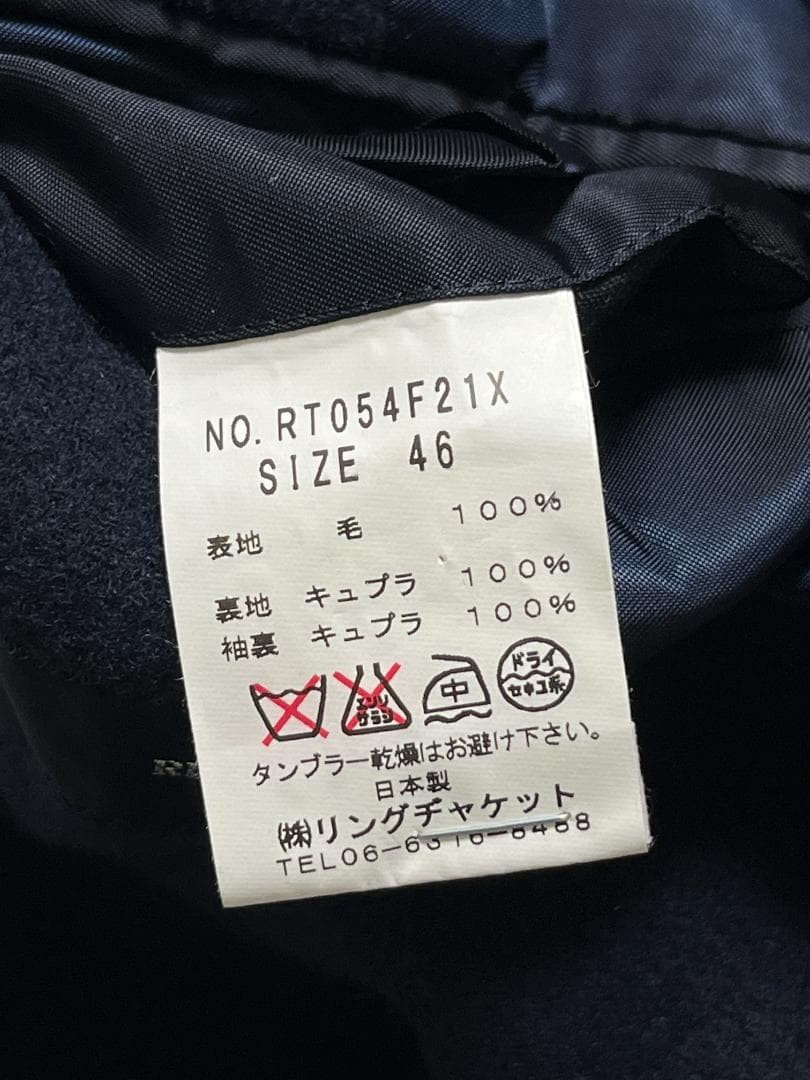 NO. RT054F21X
SIZE 46
表地 毛 100%
裏地 キュプラ 100%
袖裏 キュプラ 100%
エンソサラシ 中 ドライ セキユ系
タンブラー乾燥はお避け下さい。
日本製
(株)リングヂャケット
TEL06-6316-8468